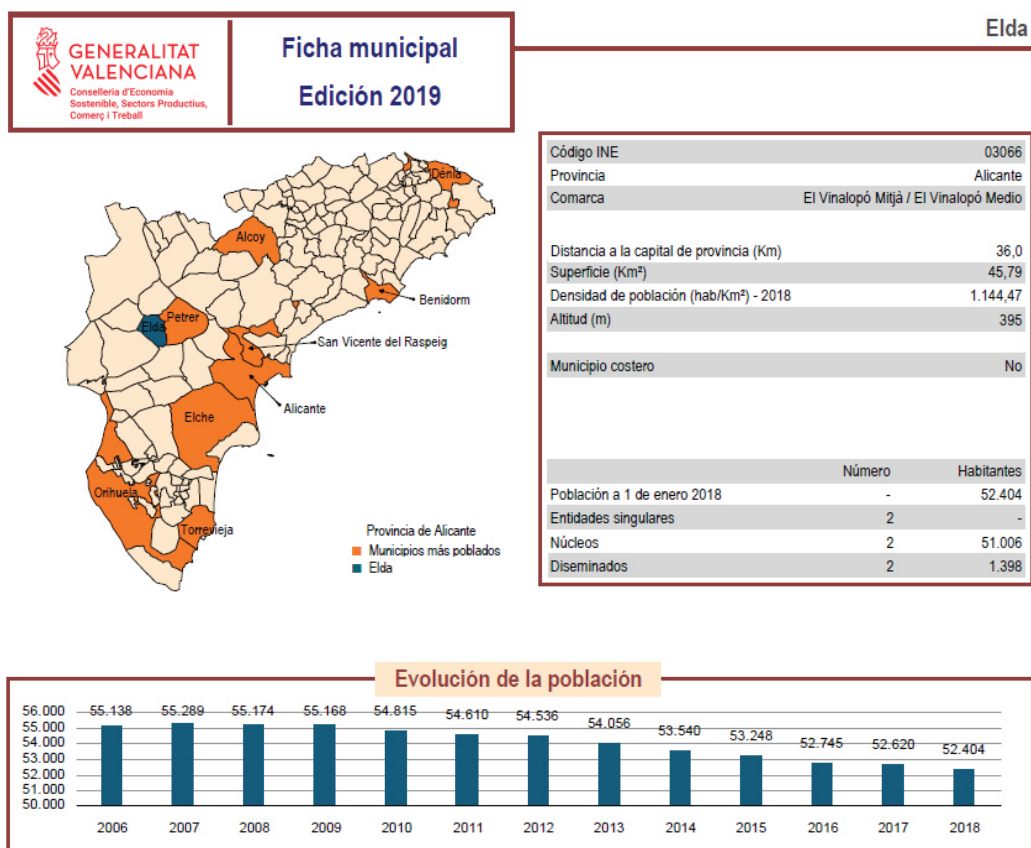 Elda
GENERALITAT
VALENCIANA
Conselleria d'Economia
Sostenible, Sectors Productius,
Comerç i Treball
Ficha municipal
Edición 2019
Dénia
Alcoy
Benidorm
Elda
Petrer
San Vicente del Raspeig
Alicante
Elche
Orihuela
Torrevieja
Provincia de Alicante
Municipios más poblados
Elda
Código INE 03066
Provincia Alicante
Comarca El Vinalopó Mitjà / El Vinalopó Medio
Distancia a la capital de provincia (Km) 36,0
Superficie (Km²) 45,79
Densidad de población (hab/Km²) - 2018 1.144,47
Altitud (m) 395
Municipio costero No
Número Habitantes
Población a 1 de enero 2018 - 52.404
Entidades singulares 2 -
Núcleos 2 51.006
Diseminados 2 1.398
Evolución de la población
56.000
55.000
54.000
53.000
52.000
51.000
50.000
55.138 55.289 55.174 55.168 54.815 54.610 54.536 54.056 53.540 53.248 52.745 52.620 52.404
2006 2007 2008 2009 2010 2011 2012 2013 2014 2015 2016 2017 2018